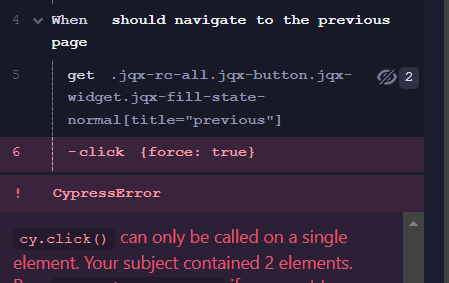 4 When should navigate to the previous
page
5 get .jqx-rc-all.jqx-button.jqx- 2
widget.jqx-fill-state-
normal[title="previous"]
6 -click {force: true}
! CypressError
cy.click() can only be called on a single
element. Your subject contained 2 elements.